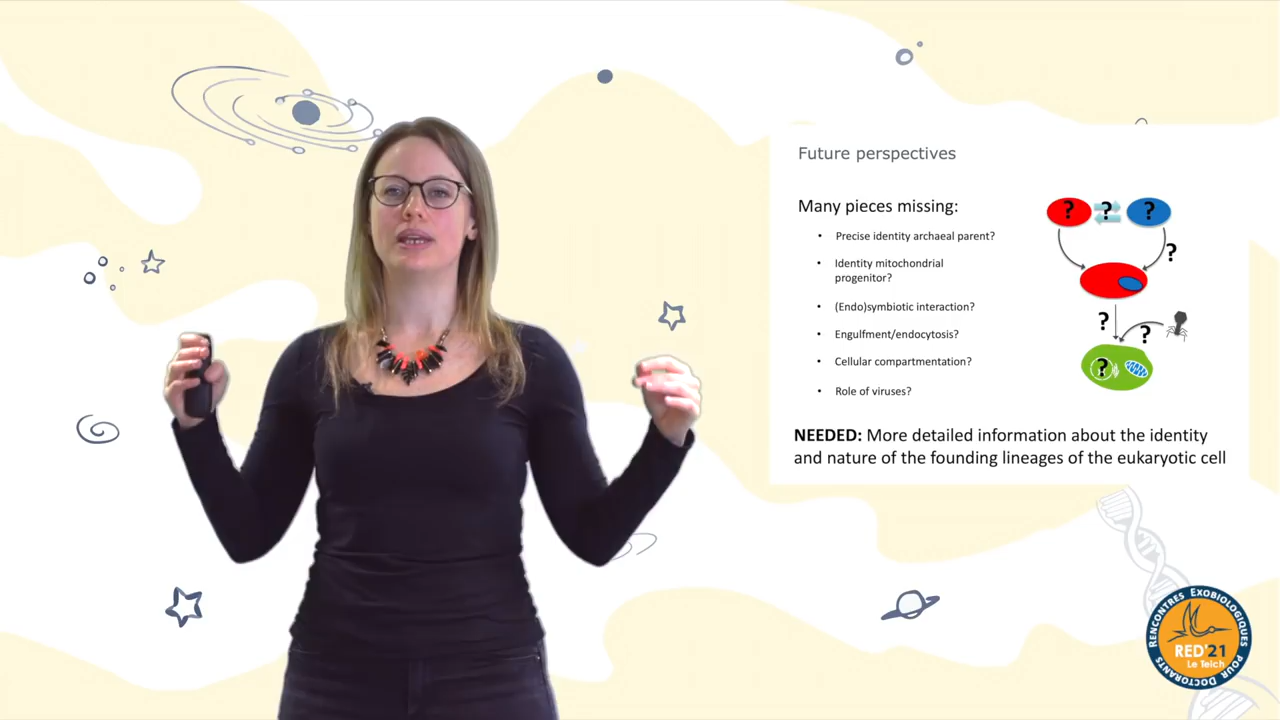 Future perspectives
Many pieces missing:
• Precise identity archaeal parent?
• Identity mitochondrial
progenitor?
• (Endo)symbiotic interaction?
• Engulfment/endocytosis?
• Cellular compartmentation?
• Role of viruses?
? ? ?
?
? ?
?
NEEDED: More detailed information about the identity
and nature of the founding lineages of the eukaryotic cell
RENCONTRES EXOBIOLOGIQUES
POUR DOCTORANTS
RED'21
Le Teich